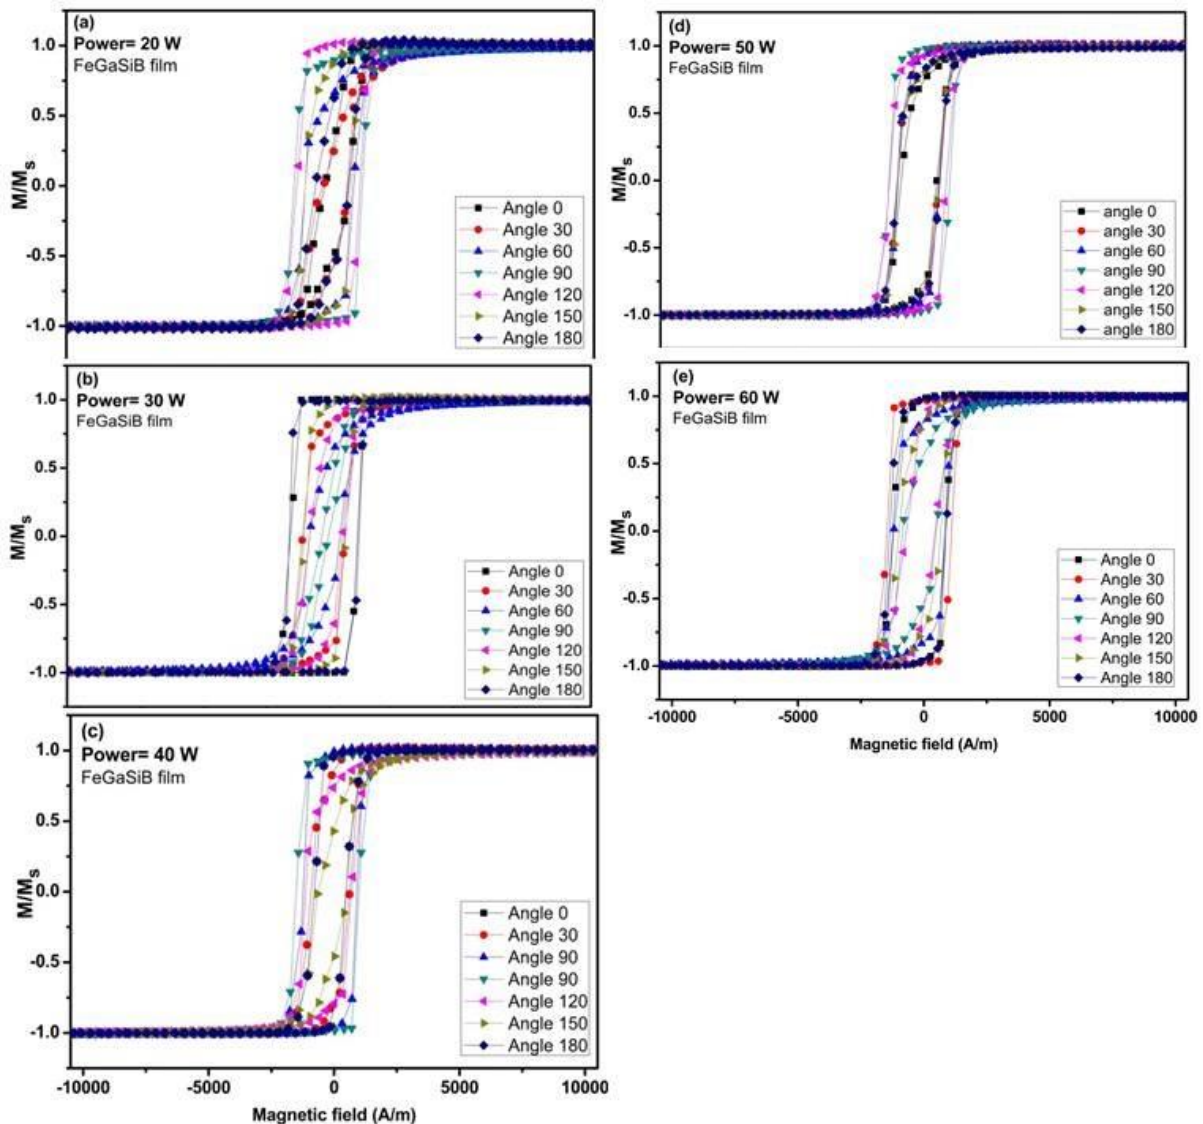 (a)
Power= 20 W
FeGaSiB film
1.0
0.5
0.0
-0.5
-1.0
M/Ms
Angle 0
Angle 30
Angle 60
Angle 90
Angle 120
Angle 150
Angle 180
(b)
Power= 30 W
FeGaSiB film
1.0
0.5
0.0
-0.5
-1.0
M/Ms
Angle 0
Angle 30
Angle 60
Angle 90
Angle 120
Angle 150
Angle 180
(c)
Power= 40 W
FeGaSiB film
1.0
0.5
0.0
-0.5
-1.0
M/Ms
Angle 0
Angle 30
Angle 90
Angle 90
Angle 120
Angle 150
Angle 180
-10000 -5000 0 5000 10000
Magnetic field (A/m)
(d)
Power= 50 W
FeGaSiB film
1.0
0.5
0.0
-0.5
-1.0
M/Ms
angle 0
angle 30
angle 60
angle 90
angle 120
angle 150
angle 180
(e)
Power= 60 W
FeGaSiB film
1.0
0.5
0.0
-0.5
-1.0
M/Ms
Angle 0
Angle 30
Angle 60
Angle 90
Angle 120
Angle 150
Angle 180
-10000 -5000 0 5000 10000
Magnetic field (A/m)